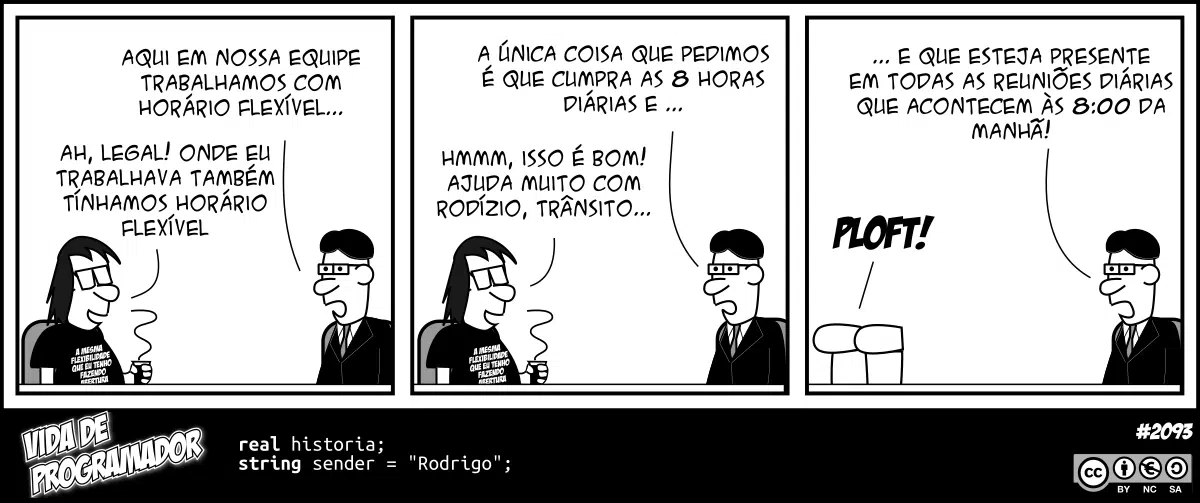 AQUI EM NOSSA EQUIPE
TRABALHAMOS COM
HORÁRIO FLEXÍVEL...
AH, LEGAL! ONDE EU
TRABALHAVA TAMBÉM
TÍNHAMOS HORÁRIO
FLEXÍVEL
A MESMA
FLEXIBILIDADE
QUE EU TENHO
FAZENDO
ABERTURA
A ÚNICA COISA QUE PEDIMOS
É QUE CUMPRA AS 8 HORAS
DIÁRIAS E ...
HMMM, ISSO É BOM!
AJUDA MUITO COM
RODÍZIO, TRÂNSITO...
A MESMA
FLEXIBILIDADE
QUE EU TENHO
FAZENDO
ABERTURA
... E QUE ESTEJA PRESENTE
EM TODAS AS REUNIÕES DIÁRIAS
QUE ACONTECEM ÀS 8:00 DA
MANHÃ!
PLOFT!
VIDA DE
PROGRAMADOR
real historia;
string sender = "Rodrigo";
#2093
cc
BY NC SA